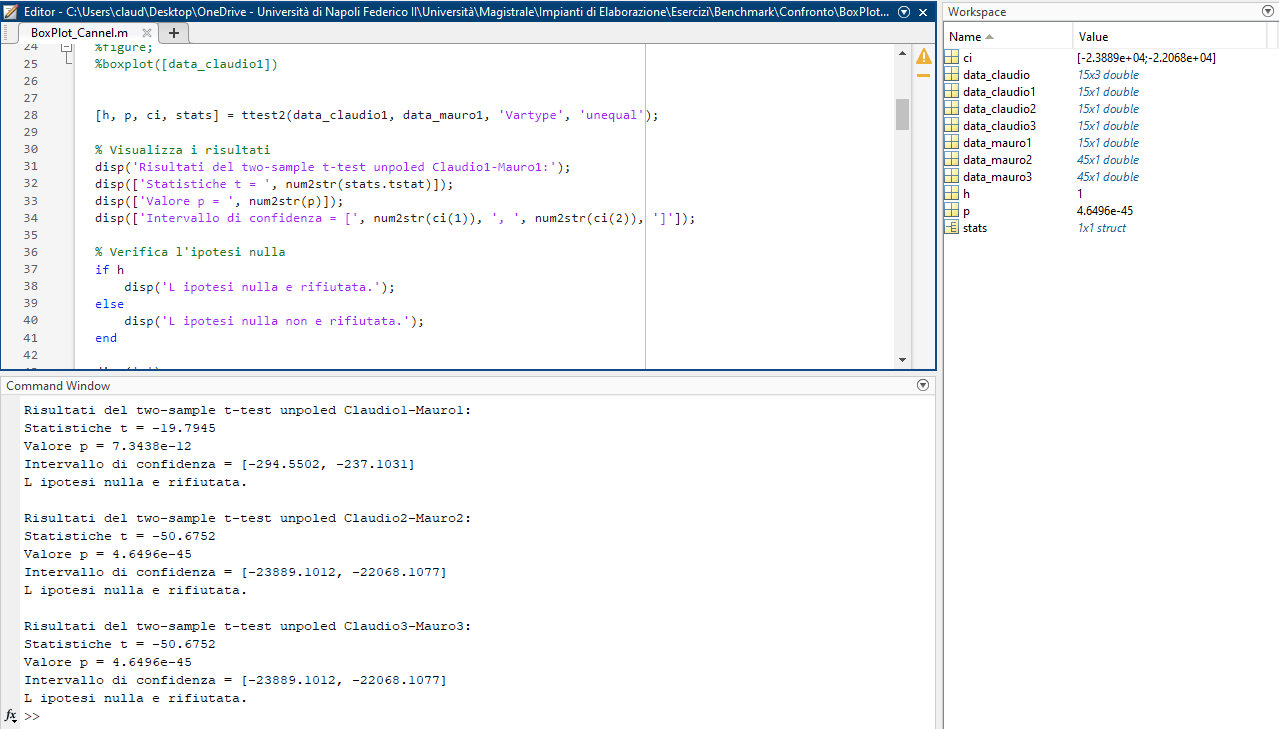 Editor - C:\Users\claud\Desktop\OneDrive - Università di Napoli Federico II\Università\Magistrale\Impianti di Elaborazione\Esercizi\Benchmark\Confronto\BoxPlot...
BoxPlot_Cannel.m
24 %figure;
25 %boxplot([data_claudio1])
26
27
28 [h, p, ci, stats] = ttest2(data_claudio1, data_mauro1, 'Vartype', 'unequal');
29
30 % Visualizza i risultati
31 disp('Risultati del two-sample t-test unpoled Claudio1-Mauro1:');
32 disp(['Statistiche t = ', num2str(stats.tstat)]);
33 disp(['Valore p = ', num2str(p)]);
34 disp(['Intervallo di confidenza = [', num2str(ci(1)), ', ', num2str(ci(2)), ']']);
35
36 % Verifica l'ipotesi nulla
37 if h
38 disp('L ipotesi nulla e rifiutata.');
39 else
40 disp('L ipotesi nulla non e rifiutata.');
41 end
42
Command Window
Risultati del two-sample t-test unpoled Claudio1-Mauro1:
Statistiche t = -19.7945
Valore p = 7.3438e-12
Intervallo di confidenza = [-294.5502, -237.1031]
L ipotesi nulla e rifiutata.
Risultati del two-sample t-test unpoled Claudio2-Mauro2:
Statistiche t = -50.6752
Valore p = 4.6496e-45
Intervallo di confidenza = [-23889.1012, -22068.1077]
L ipotesi nulla e rifiutata.
Risultati del two-sample t-test unpoled Claudio3-Mauro3:
Statistiche t = -50.6752
Valore p = 4.6496e-45
Intervallo di confidenza = [-23889.1012, -22068.1077]
L ipotesi nulla e rifiutata.
fx >>
Workspace
Name Value
ci [-2.3889e+04;-2.2068e+04]
data_claudio 15x3 double
data_claudio1 15x1 double
data_claudio2 15x1 double
data_claudio3 15x1 double
data_mauro1 15x1 double
data_mauro2 45x1 double
data_mauro3 45x1 double
h 1
p 4.6496e-45
stats 1x1 struct